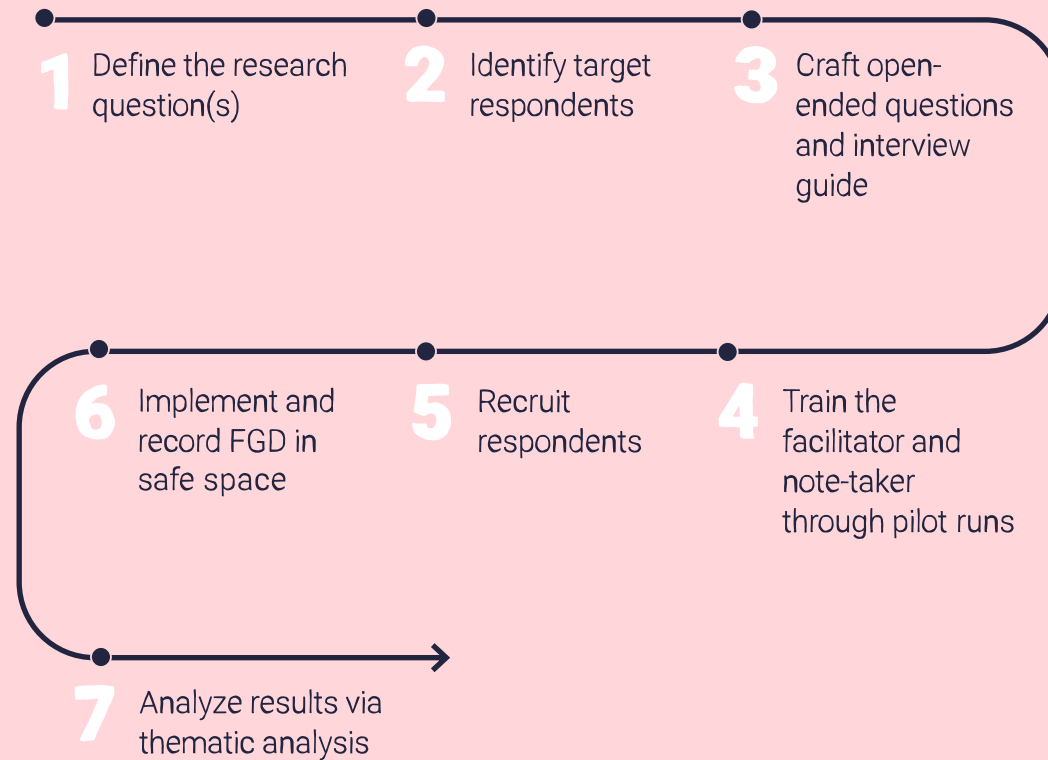 1
Define the research
question(s)
2
Identify target
respondents
3
Craft open-
ended questions
and interview
guide
4
Train the
facilitator and
note-taker
through pilot runs
5
Recruit
respondents
6
Implement and
record FGD in
safe space
7
Analyze results via
thematic analysis